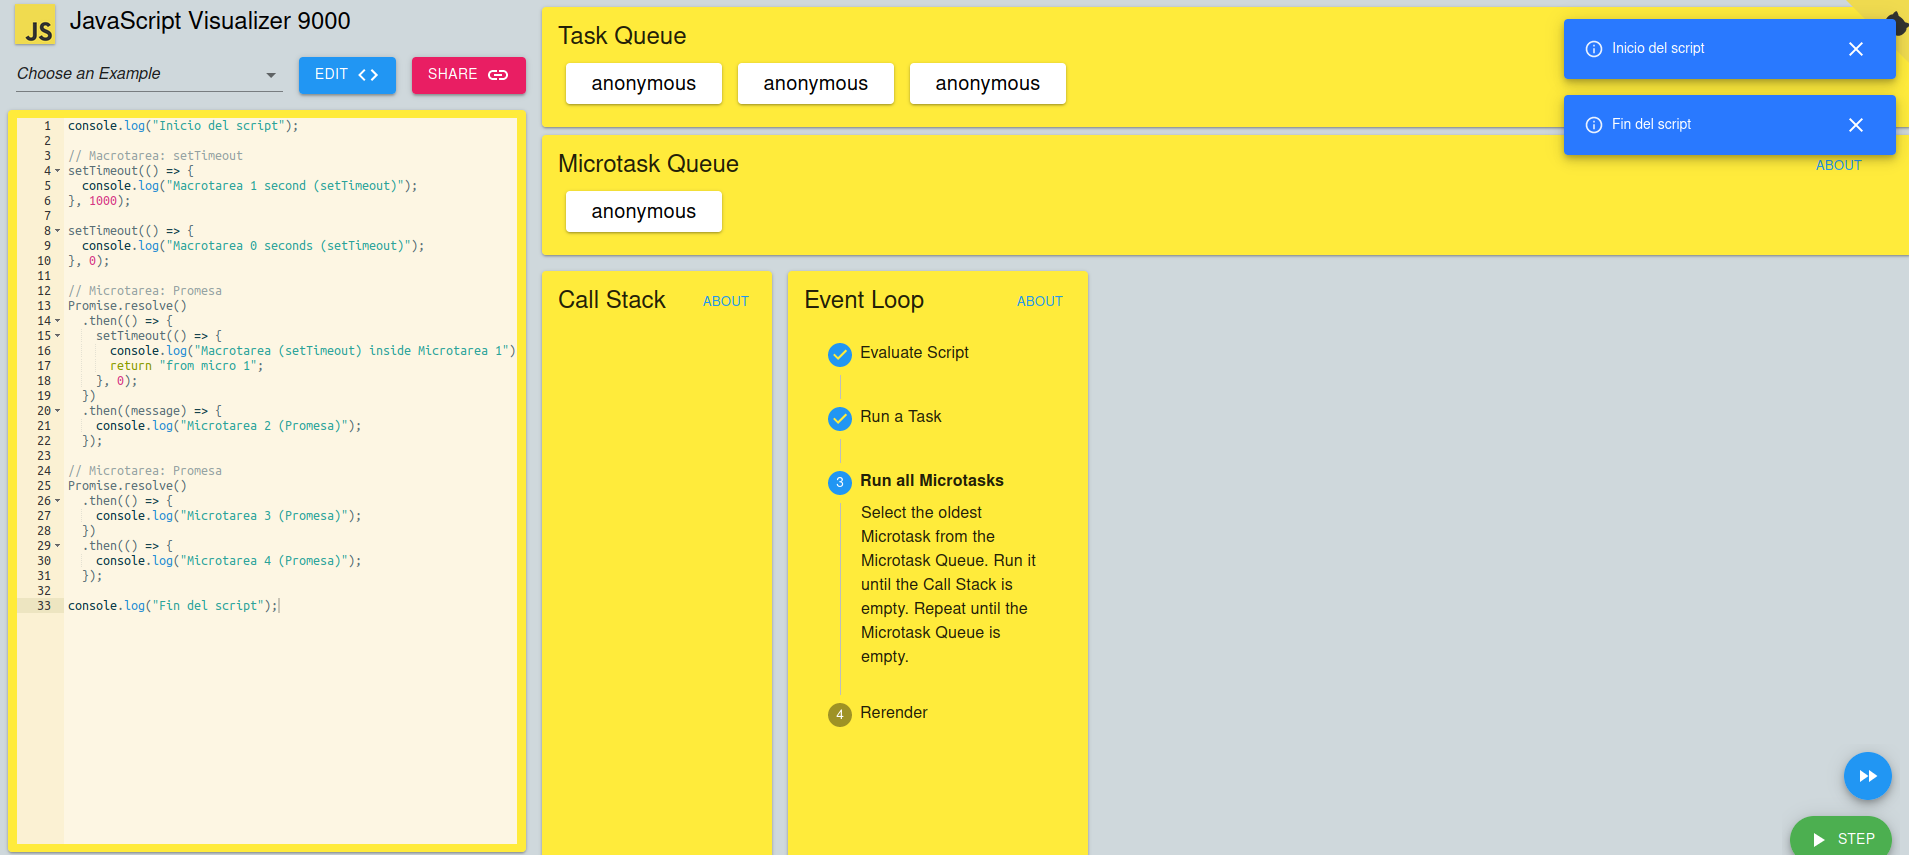 JS
JavaScript Visualizer 9000
Choose an Example
EDIT
SHARE
1 console.log("Inicio del script");
2
3 // Macrotarea: setTimeout
4 setTimeout(() => {
5 console.log("Macrotarea 1 second (setTimeout)");
6 }, 1000);
7
8 setTimeout(() => {
9 console.log("Macrotarea 0 seconds (setTimeout)");
10 }, 0);
11
12 // Microtarea: Promesa
13 Promise.resolve()
14 .then(() => {
15 setTimeout(() => {
16 console.log("Macrotarea (setTimeout) inside Microtarea 1")
17 return "from micro 1";
18 }, 0);
19 })
20 .then((message) => {
21 console.log("Microtarea 2 (Promesa)");
22 });
23
24 // Microtarea: Promesa
25 Promise.resolve()
26 .then(() => {
27 console.log("Microtarea 3 (Promesa)");
28 })
29 .then(() => {
30 console.log("Microtarea 4 (Promesa)");
31 });
32
33 console.log("Fin del script");
Task Queue
anonymous anonymous anonymous
Inicio del script
Fin del script
Microtask Queue
ABOUT
anonymous
Call Stack ABOUT
Event Loop ABOUT
Evaluate Script
Run a Task
3 Run all Microtasks
Select the oldest
Microtask from the
Microtask Queue. Run it
until the Call Stack is
empty. Repeat until the
Microtask Queue is
empty.
4 Rerender
STEP